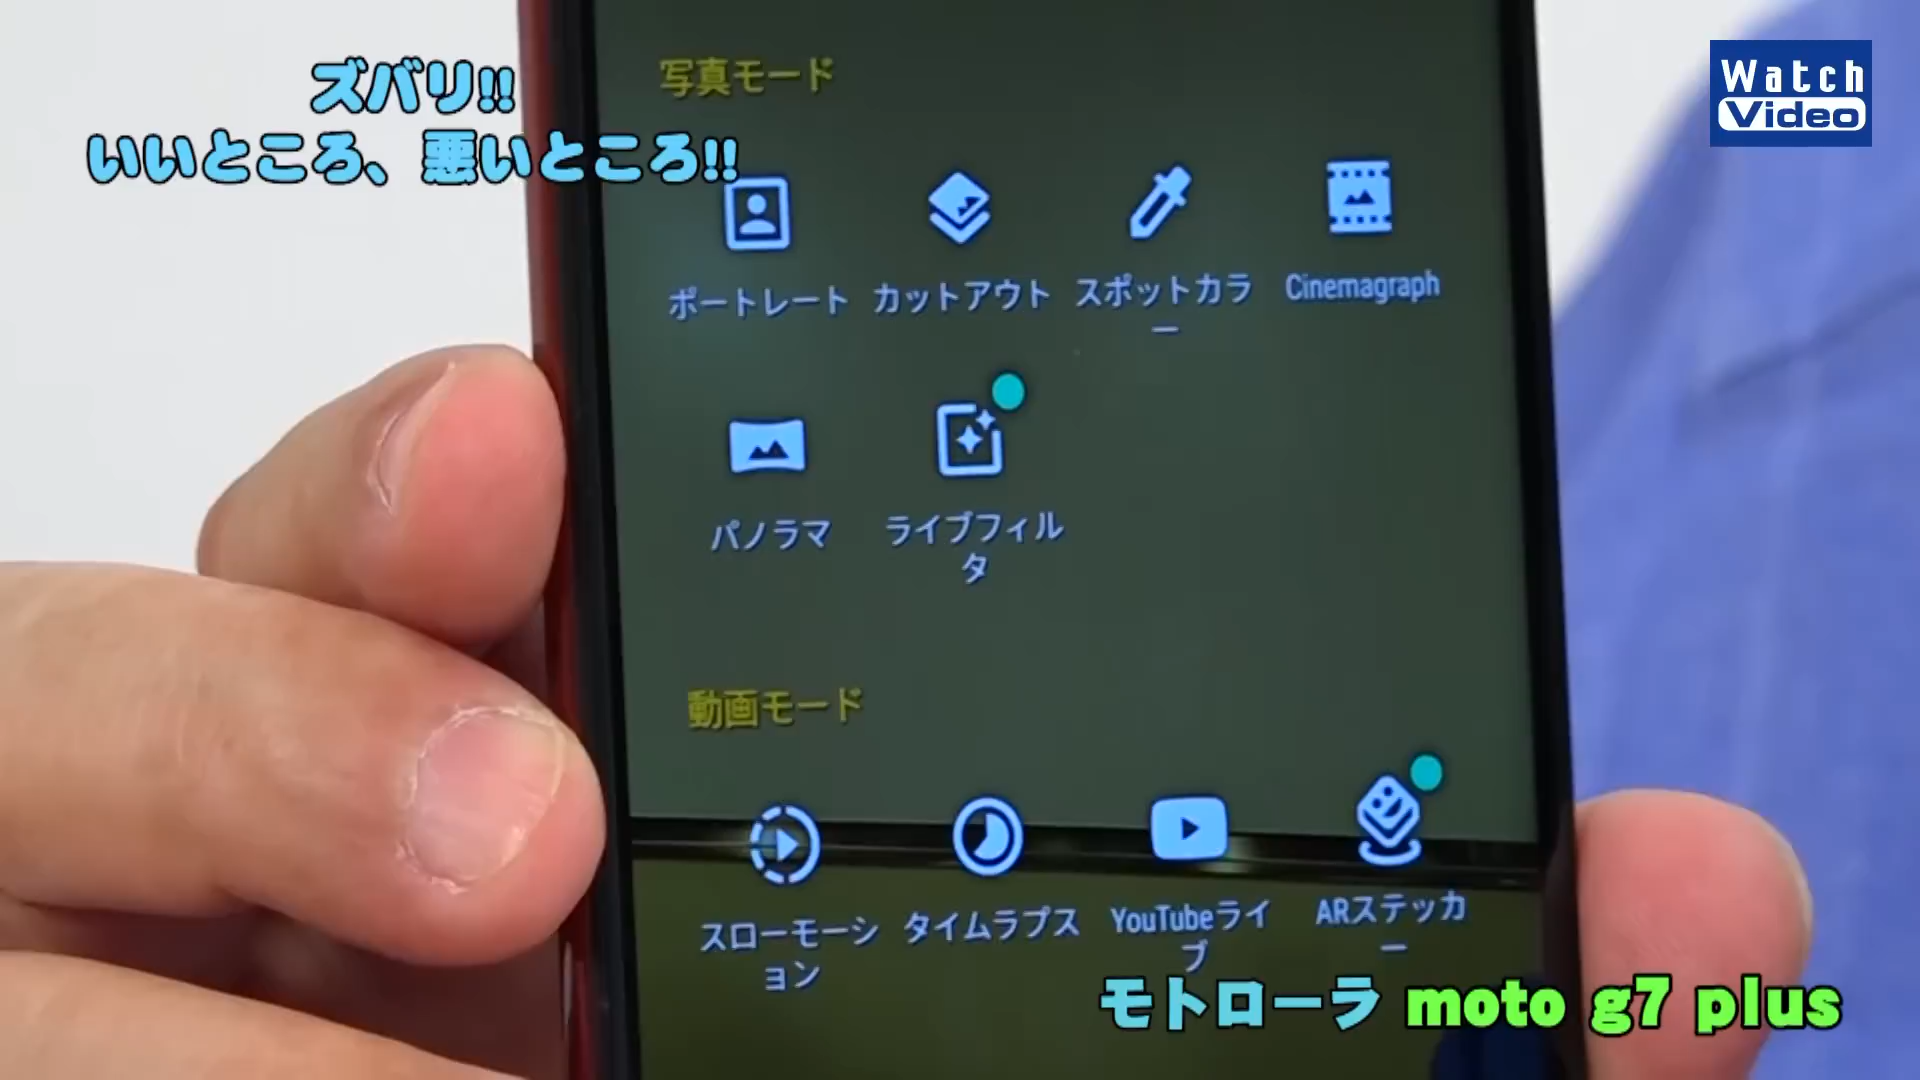 ズバリ!!
いいところ、悪いところ!!
Watch
Video
写真モード
ポートレート
カットアウト
スポットカラ
ー
Cinemagraph
パノラマ
ライブフィル
タ
動画モード
スローモーシ
ョン
タイムラプス
YouTubeライ
ブ
ARステッカ
ー
モトローラ moto g7 plus